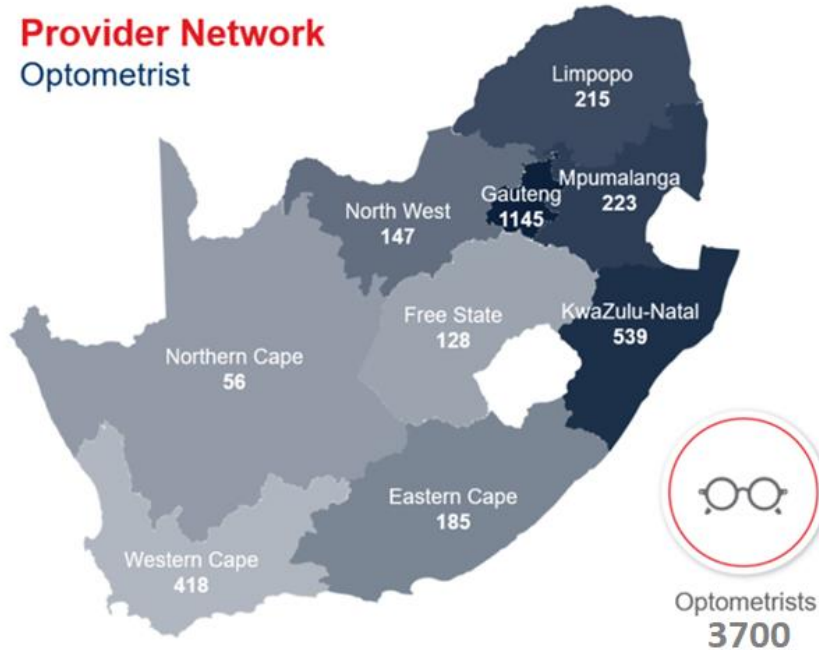 Provider Network
Optometrist
Limpopo
215
Mpumalanga
223
Gauteng
1145
North West
147
KwaZulu-Natal
539
Free State
128
Northern Cape
56
Eastern Cape
185
Western Cape
418
Optometrists
3700